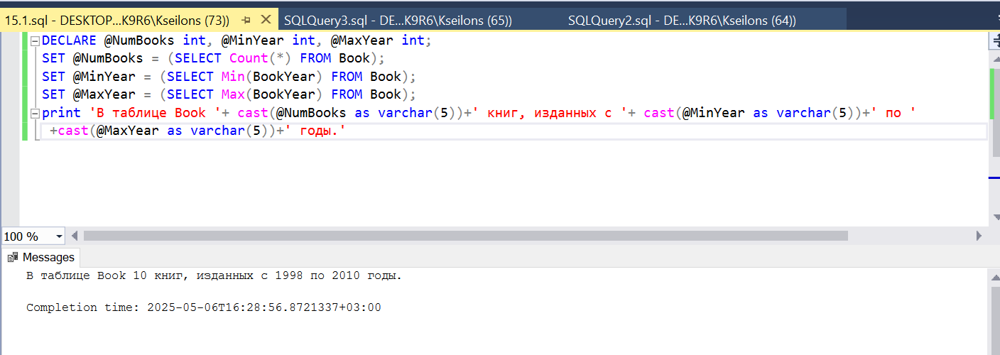 15.1.sql - DESKTOP...K9R6\Kseilons (73)) SQLQuery3.sql - DE...K9R6\Kseilons (65)) SQLQuery2.sql - DE...K9R6\Kseilons (64))
DECLARE @NumBooks int, @MinYear int, @MaxYear int;
SET @NumBooks = (SELECT Count(*) FROM Book);
SET @MinYear = (SELECT Min(BookYear) FROM Book);
SET @MaxYear = (SELECT Max(BookYear) FROM Book);
print 'В таблице Book '+ cast(@NumBooks as varchar(5))+' книг, изданных с '+ cast(@MinYear as varchar(5))+' по '
+cast(@MaxYear as varchar(5))+' годы.'
100 %
Messages
В таблице Book 10 книг, изданных с 1998 по 2010 годы.
Completion time: 2025-05-06T16:28:56.8721337+03:00